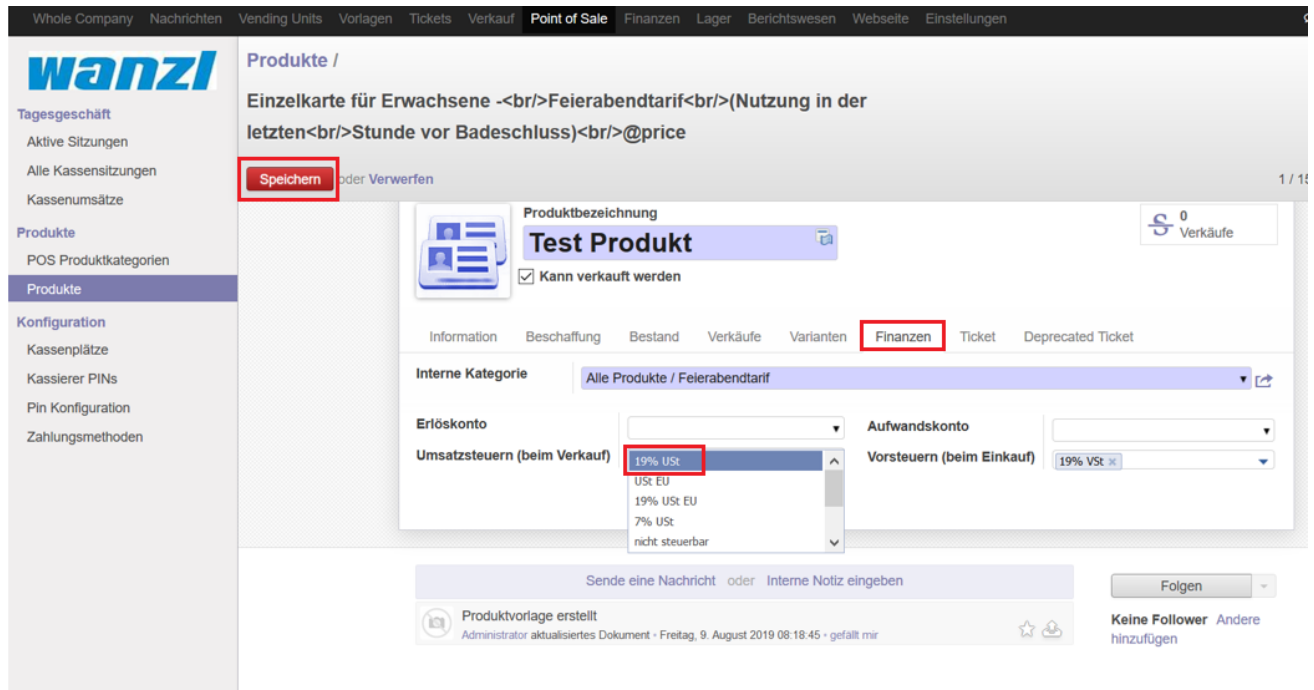 Whole Company Nachrichten Vending Units Vorlagen Tickets Verkauf Point of Sale Finanzen Lager Berichtswesen Webseite Einstellungen
wanzl
Tagesgeschäft
Aktive Sitzungen
Alle Kassensitzungen
Kassenumsätze
Produkte
POS Produktkategorien
Produkte
Konfiguration
Kassenplätze
Kassierer PINs
Pin Konfiguration
Zahlungsmethoden
Produkte /
Einzelkarte für Erwachsene -<br/>Feierabendtarif<br/>(Nutzung in der
letzten<br/>Stunde vor Badeschluss)<br/>@price
Speichern oder Verwerfen
1 / 15
Produktbezeichnung
Test Produkt
Kann verkauft werden
0
Verkäufe
Information Beschaffung Bestand Verkäufe Varianten Finanzen Ticket Deprecated Ticket
Interne Kategorie Alle Produkte / Feierabendtarif
Erlöskonto Aufwandskonto
Umsatzsteuern (beim Verkauf) 19% USt Vorsteuern (beim Einkauf) 19% VSt ×
USt EU
19% USt EU
7% USt
nicht steuerbar
Sende eine Nachricht oder Interne Notiz eingeben
Produktvorlage erstellt
Administrator aktualisiertes Dokument • Freitag, 9. August 2019 08:18:45 • gefällt mir
Folgen
Keine Follower Andere
hinzufügen